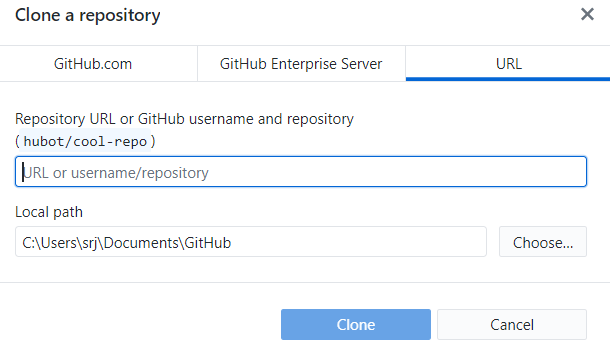 Clone a repository
GitHub.com
GitHub Enterprise Server
URL
Repository URL or GitHub username and repository
(hubot/cool-repo)
URL or username/repository
Local path
C:\Users\srj\Documents\GitHub
Choose...
Clone
Cancel